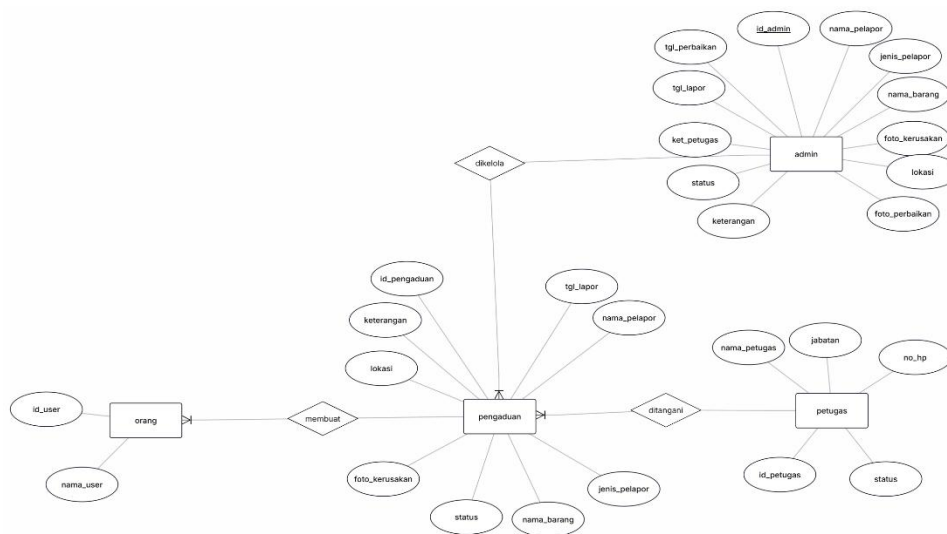 id_admin
nama_pelapor
tgl_perbaikan
jenis_pelapor
tgl_lapor
nama_barang
ket_petugas
foto_kerusakan
admin
dikelola
lokasi
status
foto_perbaikan
keterangan
id_pengaduan
tgl_lapor
keterangan
nama_pelapor
jabatan
nama_petugas
no_hp
lokasi
id_user
orang
membuat
pengaduan
ditangani
petugas
nama_user
foto_kerusakan
jenis_pelapor
id_petugas
status
status
nama_barang